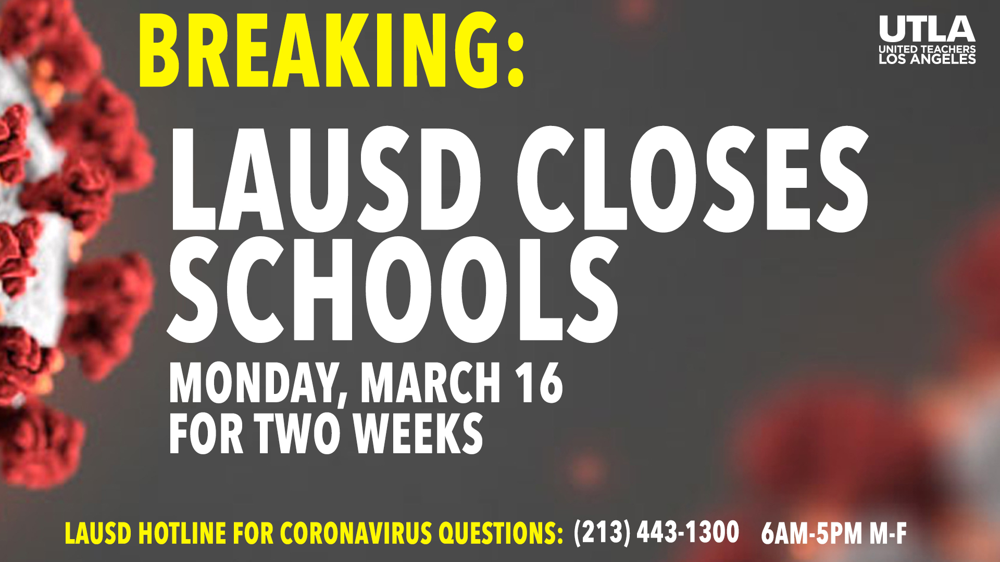 BREAKING:
UTLA
UNITED TEACHERS
LOS ANGELES
LAUSD CLOSES
SCHOOLS
MONDAY, MARCH 16
FOR TWO WEEKS
LAUSD HOTLINE FOR CORONAVIRUS QUESTIONS: (213) 443-1300 6AM-5PM M-F